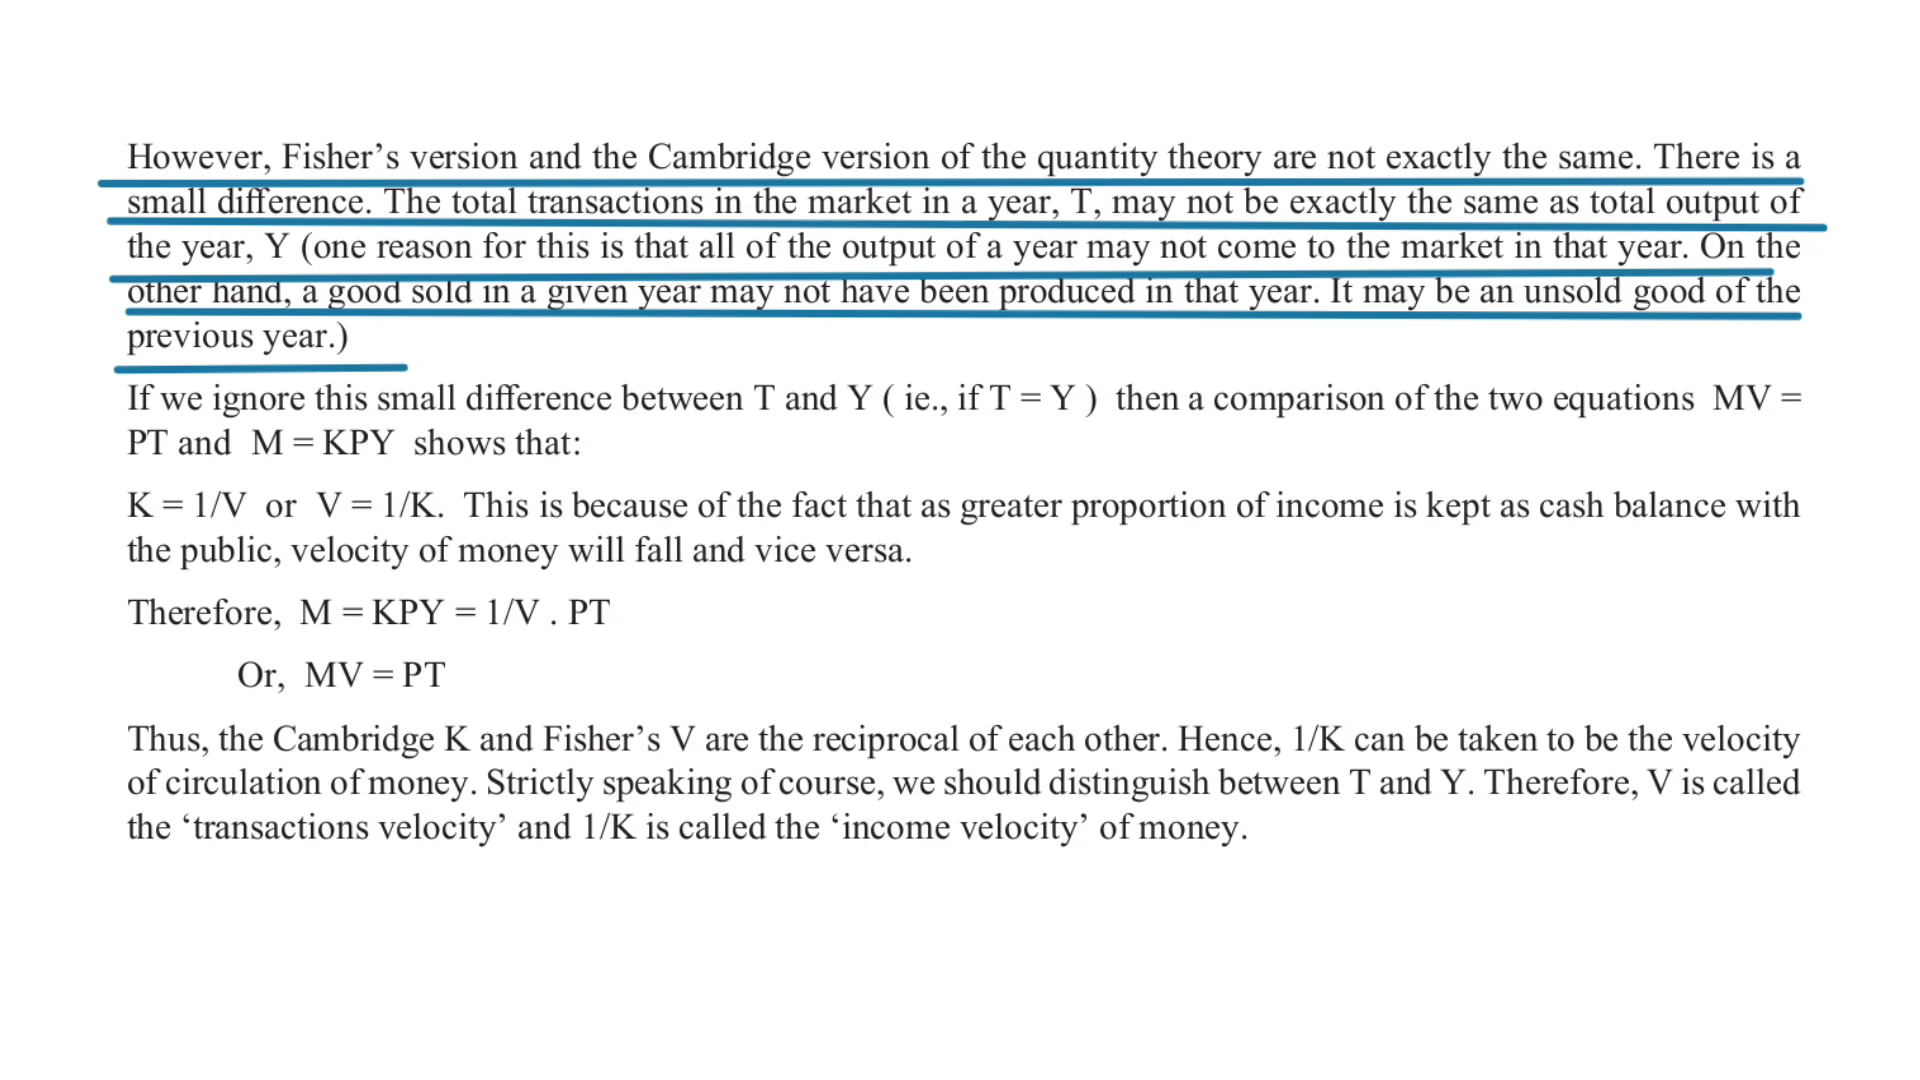 However, Fisher’s version and the Cambridge version of the quantity theory are not exactly the same. There is a
small difference. The total transactions in the market in a year, T, may not be exactly the same as total output of
the year, Y (one reason for this is that all of the output of a year may not come to the market in that year. On the
other hand, a good sold in a given year may not have been produced in that year. It may be an unsold good of the
previous year.)
If we ignore this small difference between T and Y ( ie., if T = Y ) then a comparison of the two equations MV =
PT and M = KPY shows that:
K = 1/V or V = 1/K. This is because of the fact that as greater proportion of income is kept as cash balance with
the public, velocity of money will fall and vice versa.
Therefore, M = KPY = 1/V . PT
Or, MV = PT
Thus, the Cambridge K and Fisher’s V are the reciprocal of each other. Hence, 1/K can be taken to be the velocity
of circulation of money. Strictly speaking of course, we should distinguish between T and Y. Therefore, V is called
the ‘transactions velocity’ and 1/K is called the ‘income velocity’ of money.